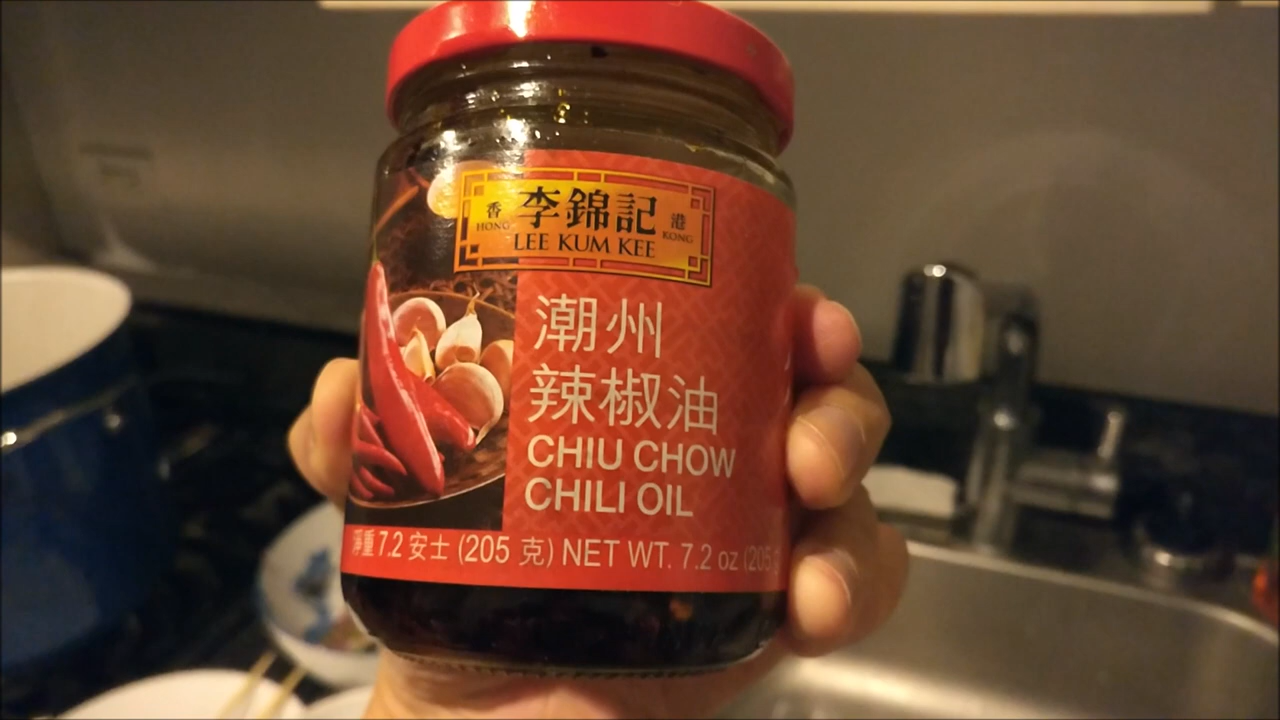 香 李錦記 港
HONG LEE KUM KEE KONG
潮州
辣椒油
CHIU CHOW
CHILI OIL
淨重 7.2 安士 (205 克) NET WT. 7.2 oz (205